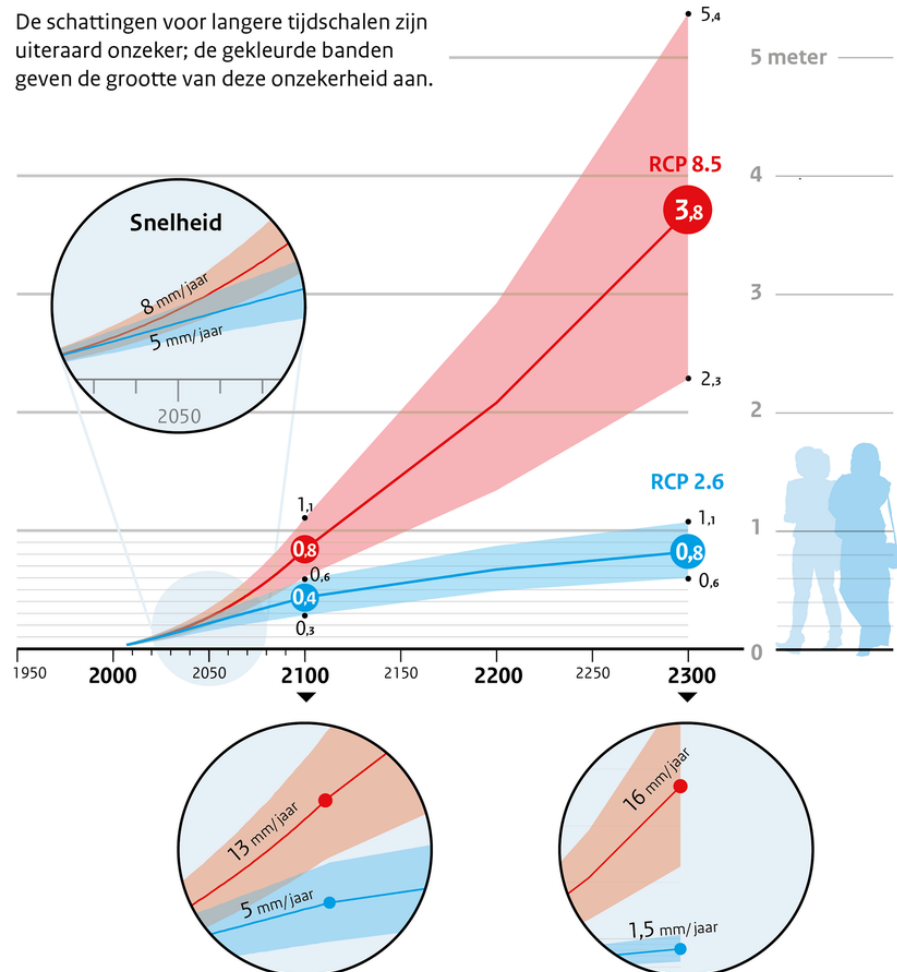 De schattingen voor langere tijdschalen zijn
uiteraard onzeker; de gekleurde banden
geven de grootte van deze onzekerheid aan.
5,4
5 meter
RCP 8.5
4
3,8
Snelheid
8 mm/jaar
5 mm/jaar
2050
3
2,3
2
RCP 2.6
1,1
1,1
1
0,8
0,8
0,6
0,6
0,4
0,3
0
1950
2000
2050
2100
2150
2200
2250
2300
13 mm/jaar
5 mm/jaar
16 mm/jaar
1,5 mm/jaar